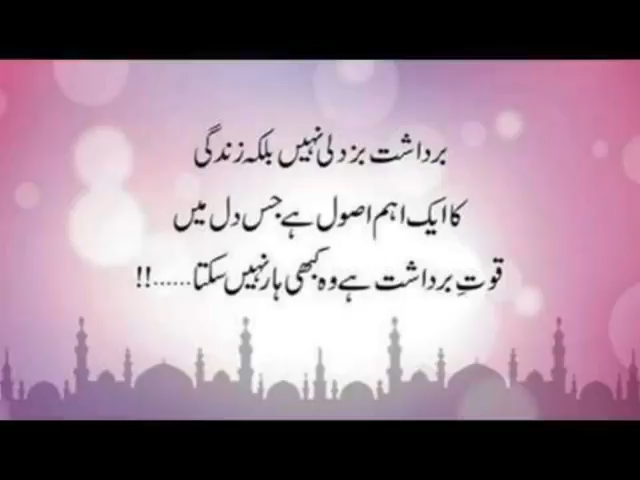 برداشت بزدلی نہیں بلکہ زندگی
کا ایک اہم اصول ہے جس دل میں
قوتِ برداشت ہے وہ کبھی ہار نہیں سکتا......!!